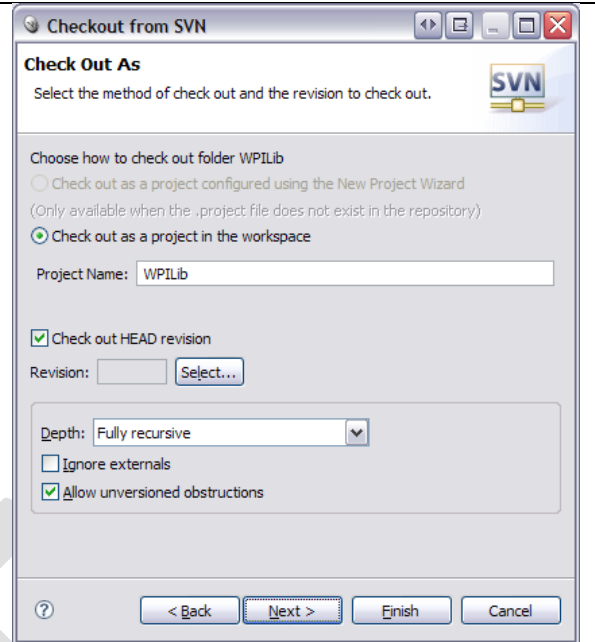 Checkout from SVN
Check Out As
Select the method of check out and the revision to check out.
SVN
Choose how to check out folder WPILib
Check out as a project configured using the New Project Wizard
(Only available when the .project file does not exist in the repository)
Check out as a project in the workspace
Project Name: WPILib
Check out HEAD revision
Revision: Select...
Depth: Fully recursive
Ignore externals
Allow unversioned obstructions
? < Back Next > Finish Cancel